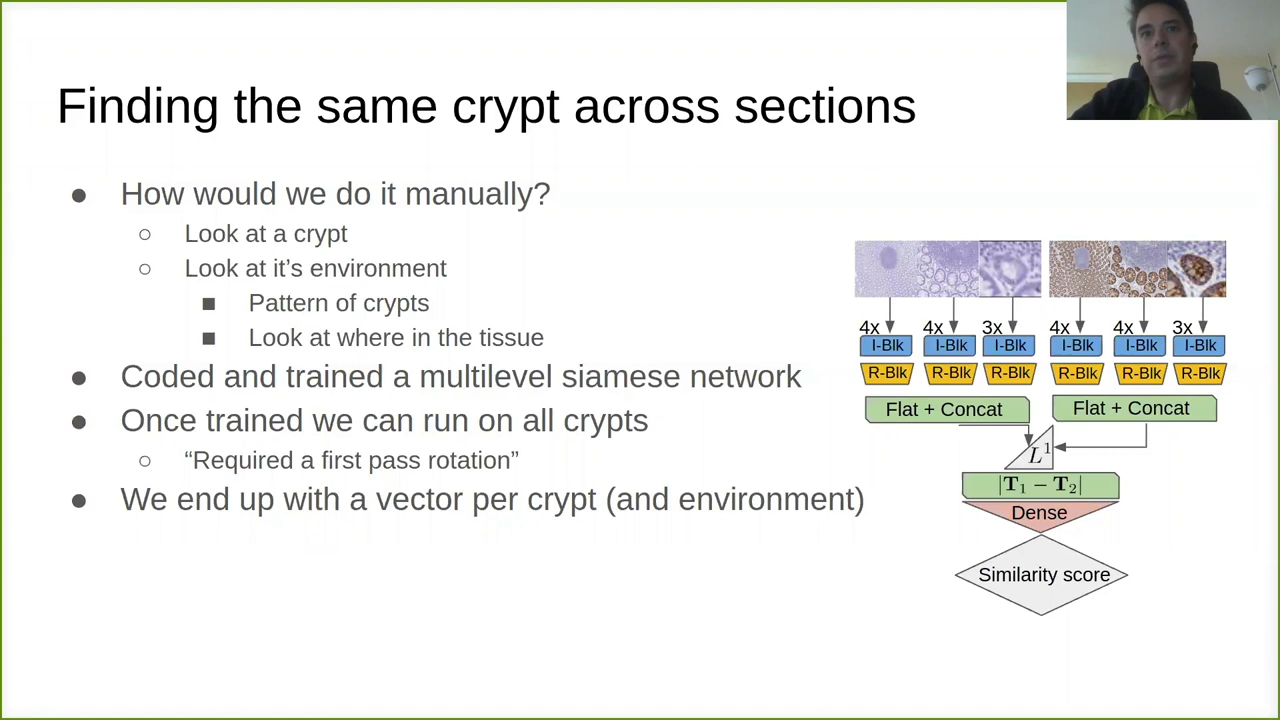 Finding the same crypt across sections
● How would we do it manually?
○ Look at a crypt
○ Look at it’s environment
■ Pattern of crypts
■ Look at where in the tissue
● Coded and trained a multilevel siamese network
● Once trained we can run on all crypts
○ “Required a first pass rotation”
● We end up with a vector per crypt (and environment)
4x 4x 3x 4x 4x 3x
I-Blk I-Blk I-Blk I-Blk I-Blk I-Blk
R-Blk R-Blk R-Blk R-Blk R-Blk R-Blk
Flat + Concat Flat + Concat
L¹
|T₁ − T₂|
Dense
Similarity score